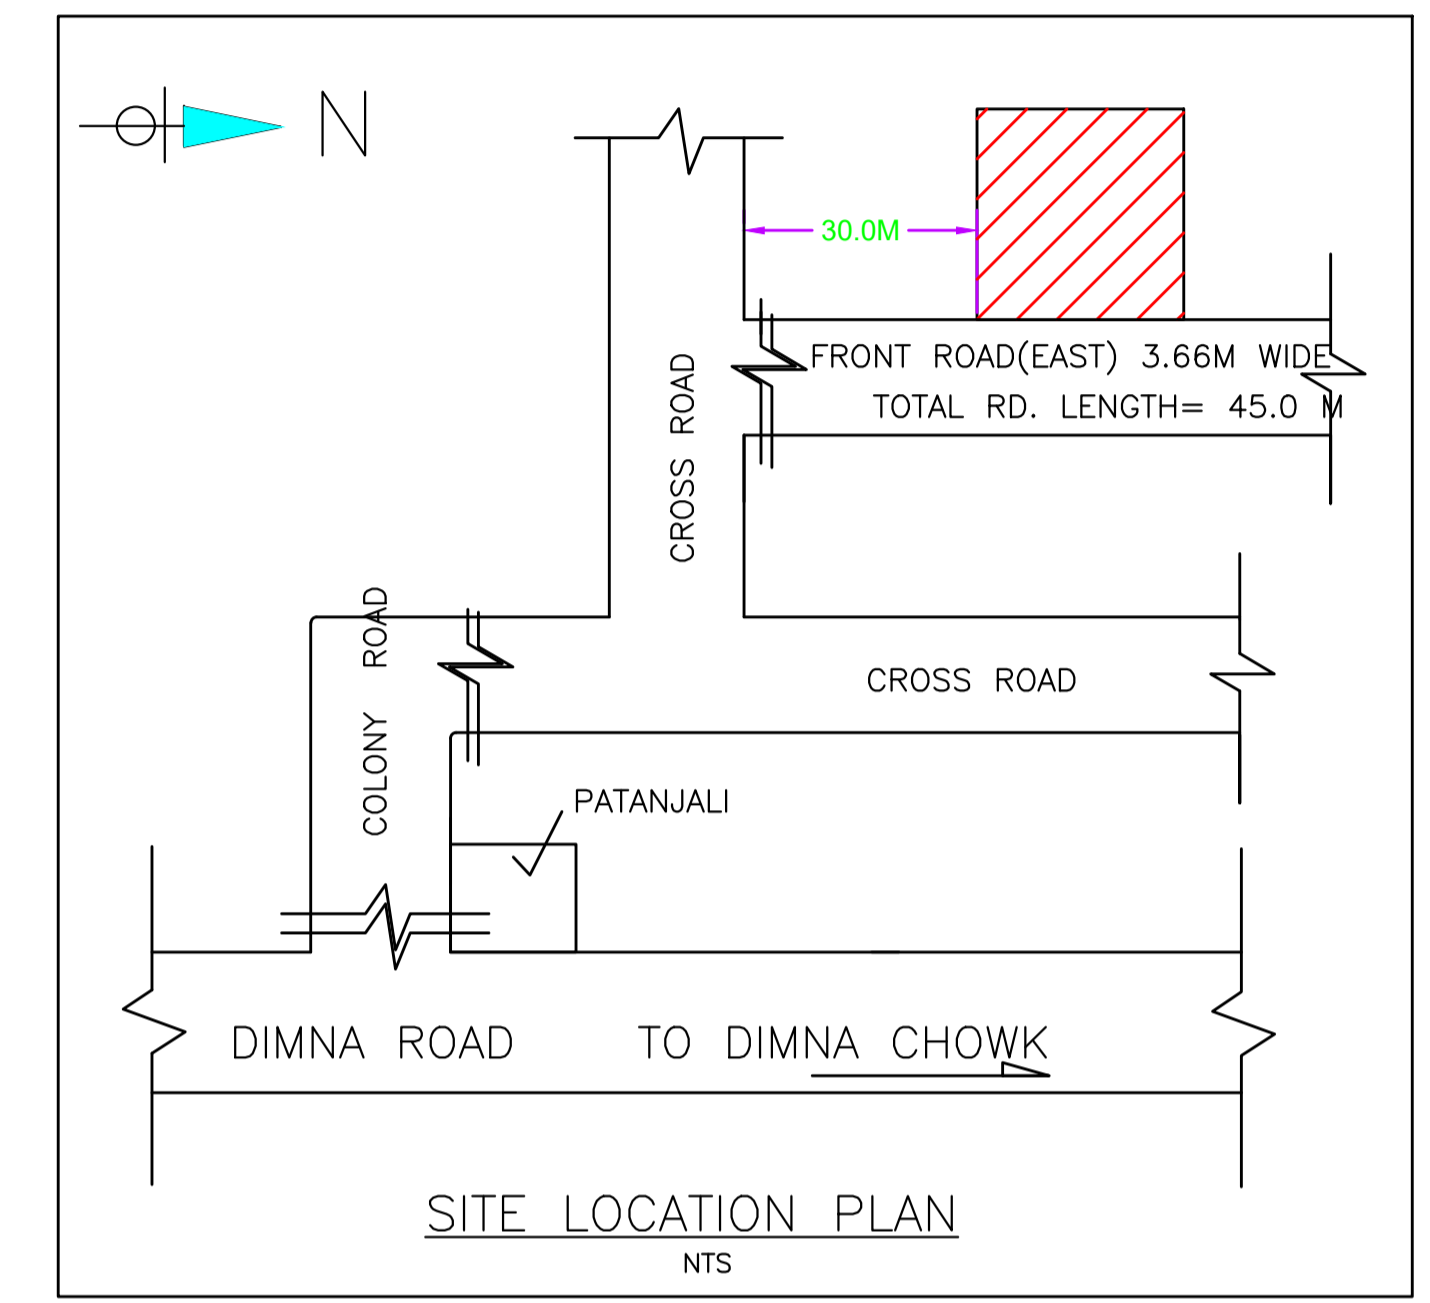 N
30.0M
FRONT ROAD(EAST) 3.66M WIDE
TOTAL RD. LENGTH= 45.0 M
CROSS ROAD
COLONY ROAD
CROSS ROAD
PATANJALI
DIMNA ROAD TO DIMNA CHOWK
SITE LOCATION PLAN
NTS